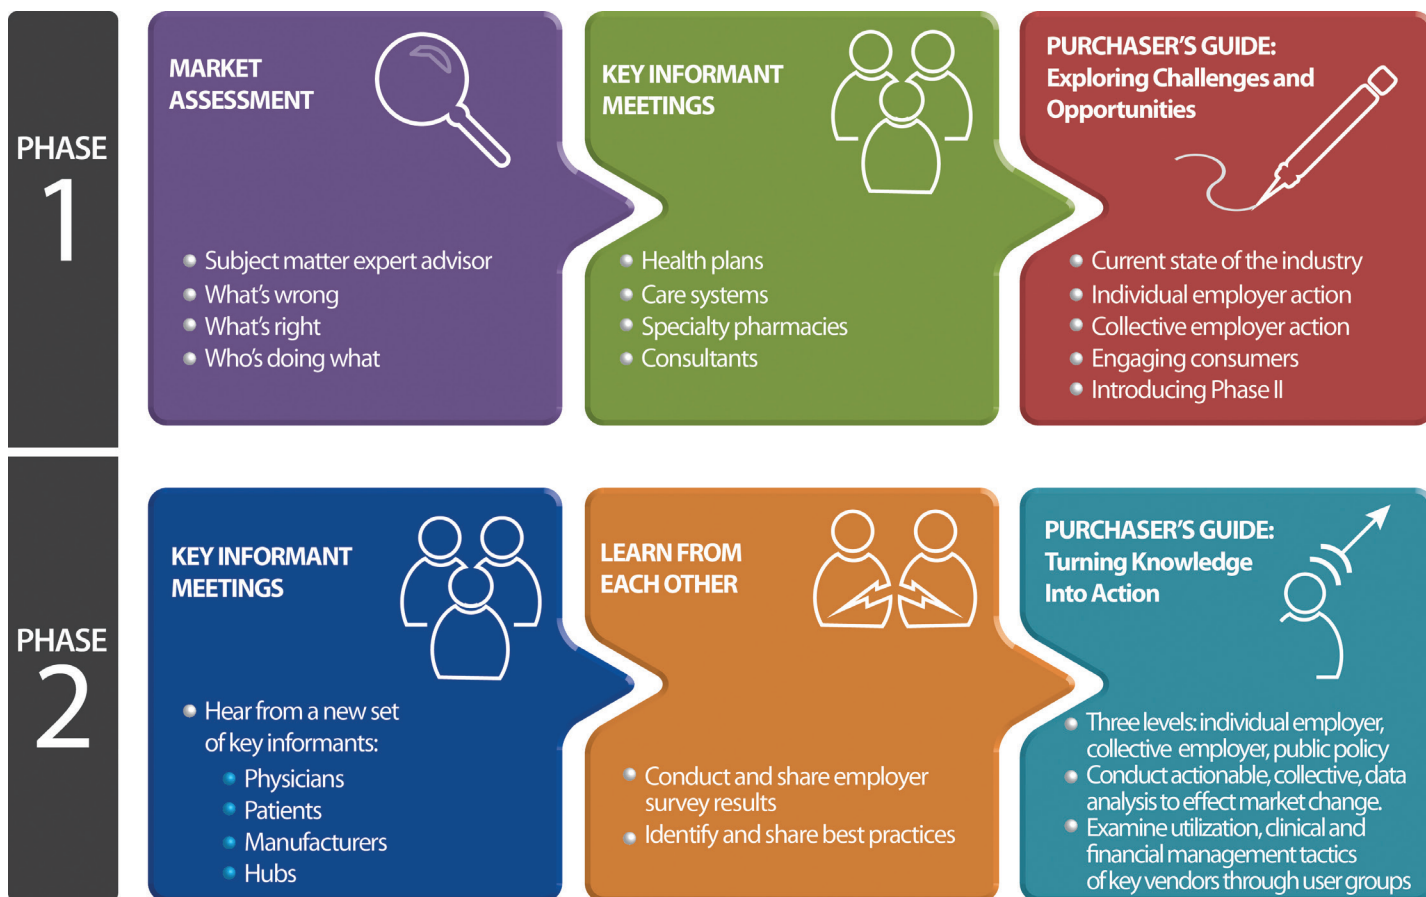 PHASE
1
MARKET
ASSESSMENT
Subject matter expert advisor
What's wrong
What's right
Who's doing what
KEY INFORMANT
MEETINGS
Health plans
Care systems
Specialty pharmacies
Consultants
PURCHASER'S GUIDE:
Exploring Challenges and
Opportunities
Current state of the industry
Individual employer action
Collective employer action
Engaging consumers
Introducing Phase II
PHASE
2
KEY INFORMANT
MEETINGS
Hear from a new set
of key informants:
Physicians
Patients
Manufacturers
Hubs
LEARN FROM
EACH OTHER
Conduct and share employer
survey results
Identify and share best practices
PURCHASER'S GUIDE:
Turning Knowledge
Into Action
Three levels: individual employer,
collective employer, public policy
Conduct actionable, collective, data
analysis to effect market change.
Examine utilization, clinical and
financial management tactics
of key vendors through user groups